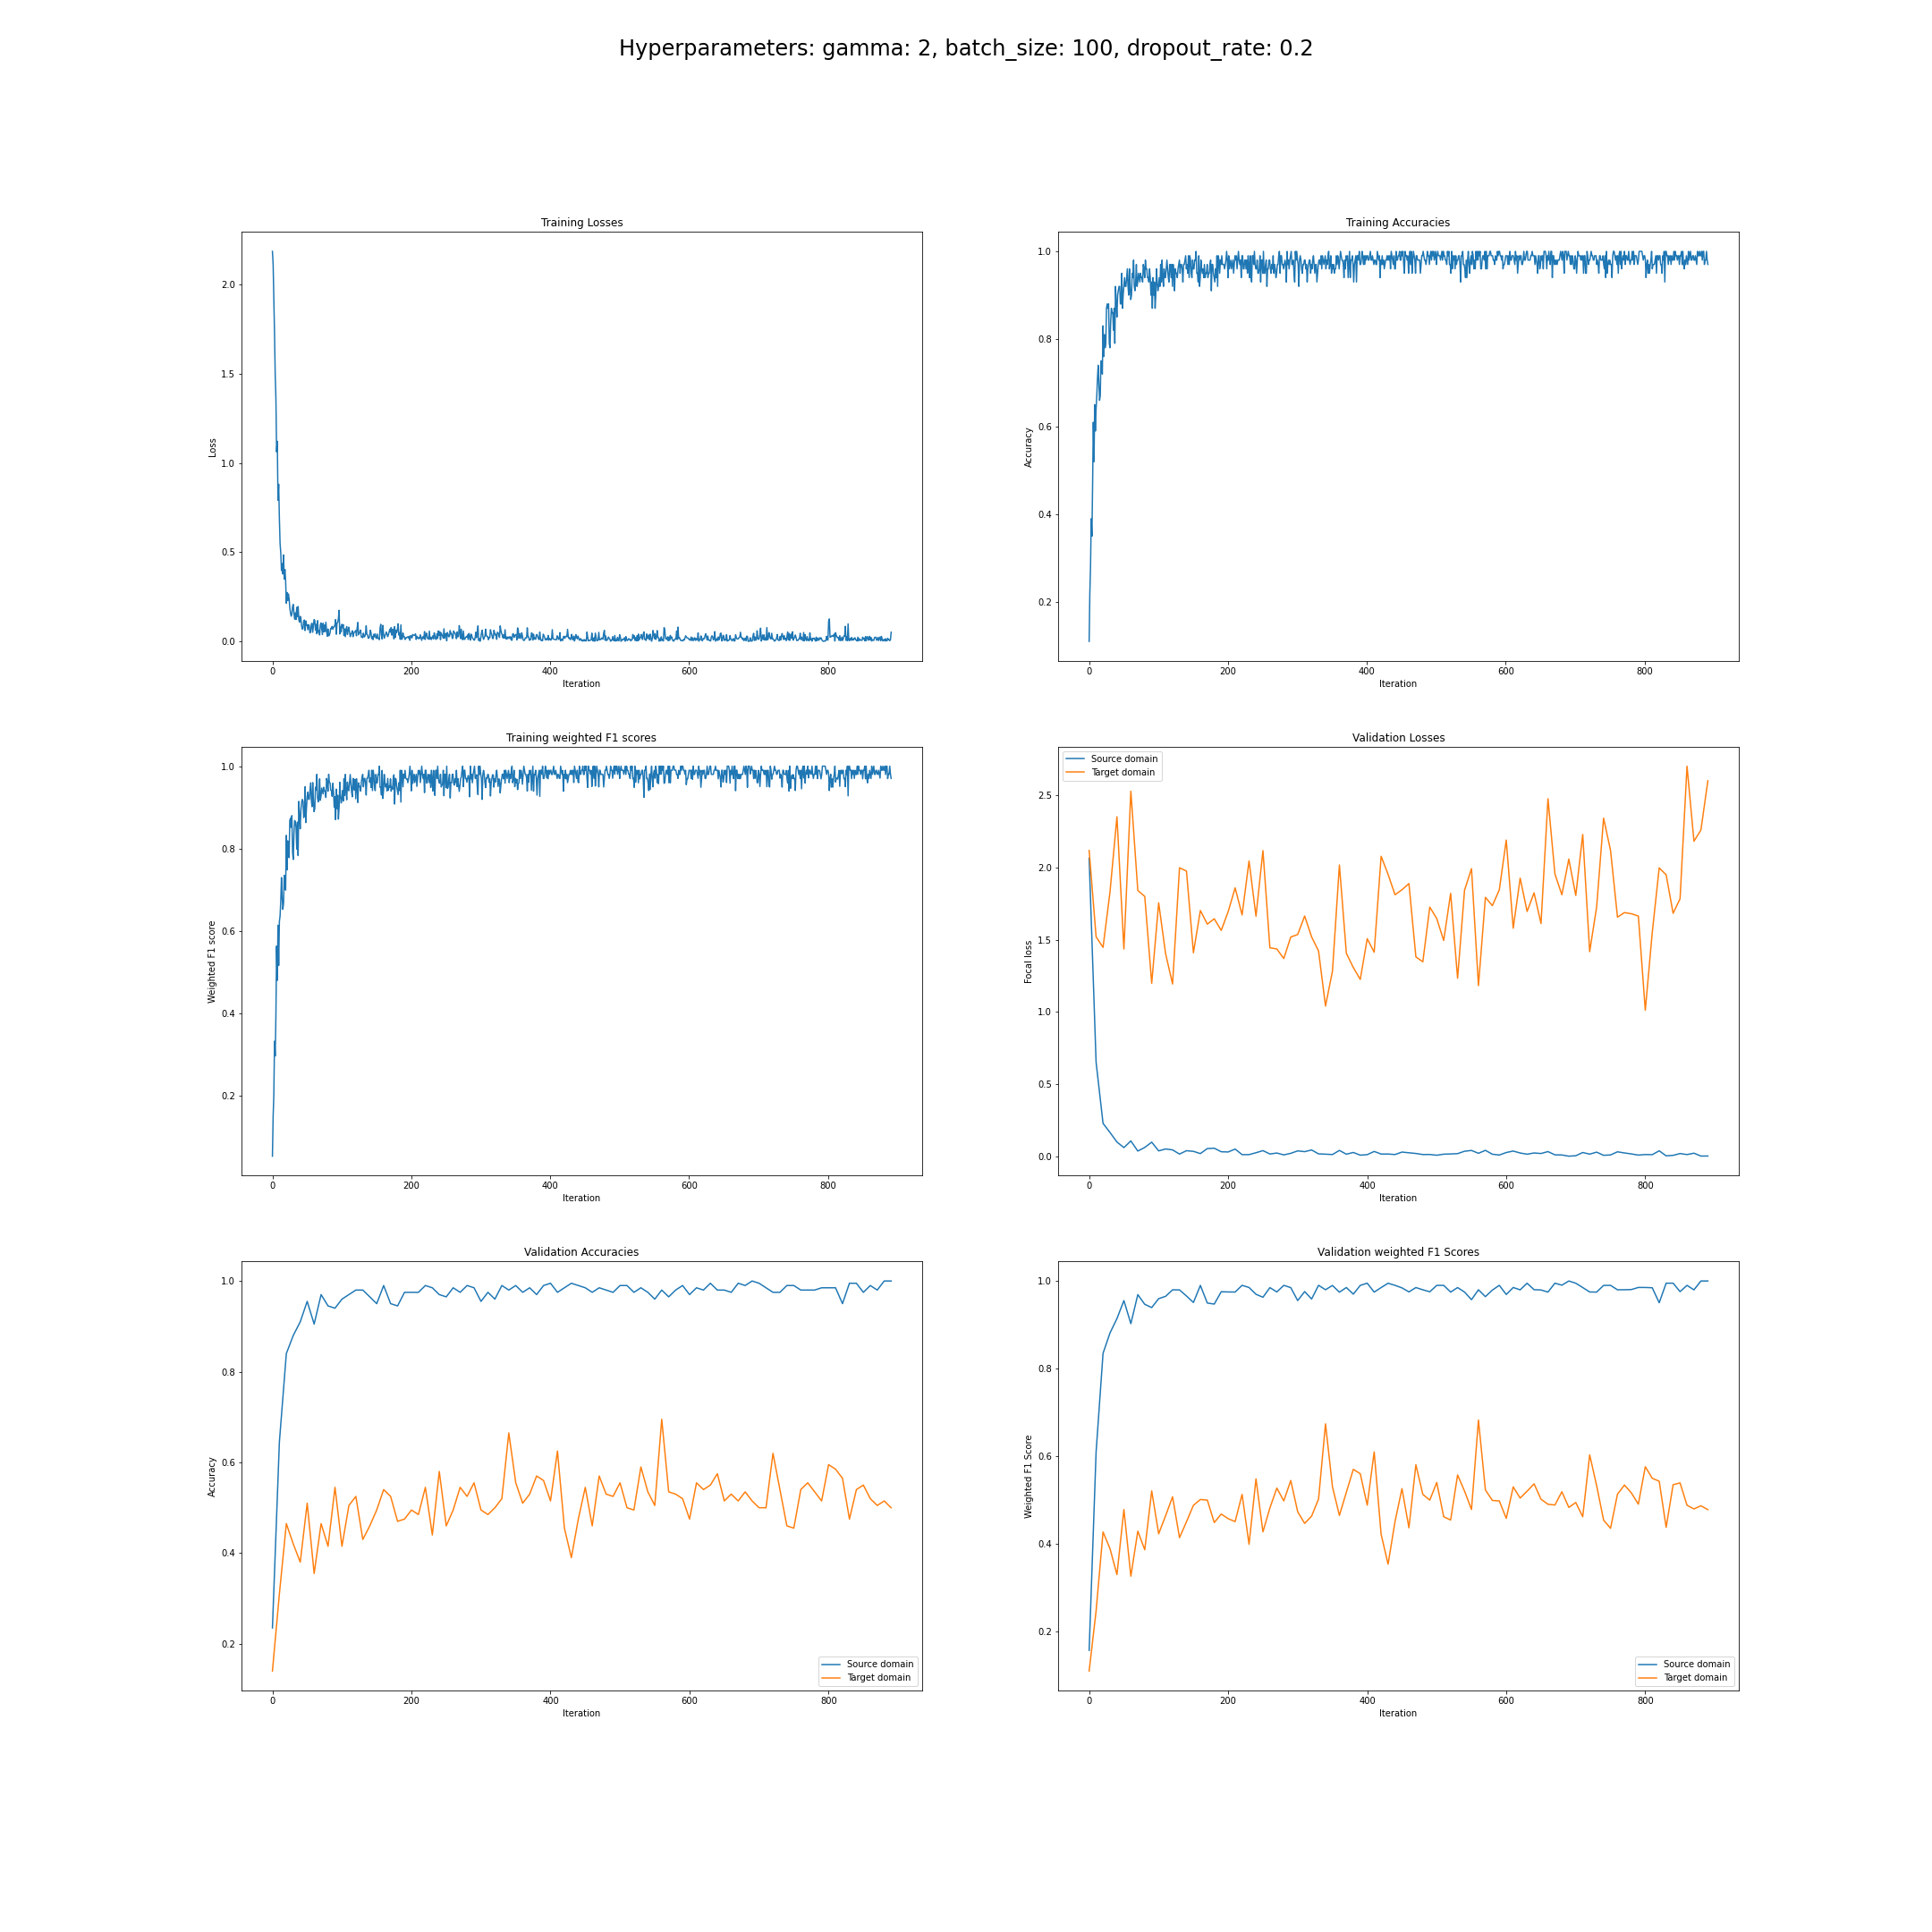 Hyperparameters: gamma: 2, batch_size: 100, dropout_rate: 0.2
Training Losses
Loss
2.0
1.5
1.0
0.5
0.0
0 200 400 600 800
Iteration
Training Accuracies
Accuracy
1.0
0.8
0.6
0.4
0.2
0 200 400 600 800
Iteration
Training weighted F1 scores
Weighted F1 score
1.0
0.8
0.6
0.4
0.2
0 200 400 600 800
Iteration
Validation Losses
Source domain
Target domain
Focal loss
2.5
2.0
1.5
1.0
0.5
0.0
0 200 400 600 800
Iteration
Validation Accuracies
Accuracy
1.0
0.8
0.6
0.4
0.2
Source domain
Target domain
0 200 400 600 800
Iteration
Validation weighted F1 Scores
Weighted F1 Score
1.0
0.8
0.6
0.4
0.2
Source domain
Target domain
0 200 400 600 800
Iteration